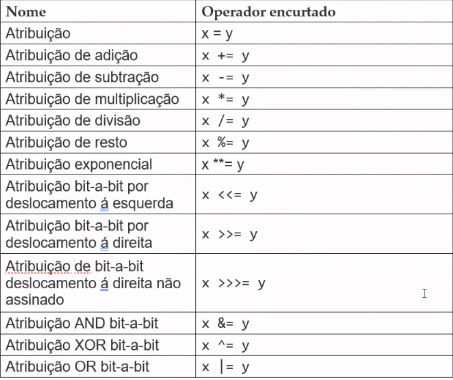 Nome Operador encurtado
Atribuição x = y
Atribuição de adição x += y
Atribuição de subtração x -= y
Atribuição de multiplicação x *= y
Atribuição de divisão x /= y
Atribuição de resto x %= y
Atribuição exponencial x **= y
Atribuição bit-a-bit por
deslocamento á esquerda x <<= y
Atribuição bit-a-bit por
deslocamento á direita x >>= y
Atribuição de bit-a-bit
deslocamento á direita não
assinado x >>>= y
Atribuição AND bit-a-bit x &= y
Atribuição XOR bit-a-bit x ^= y
Atribuição OR bit-a-bit x |= y